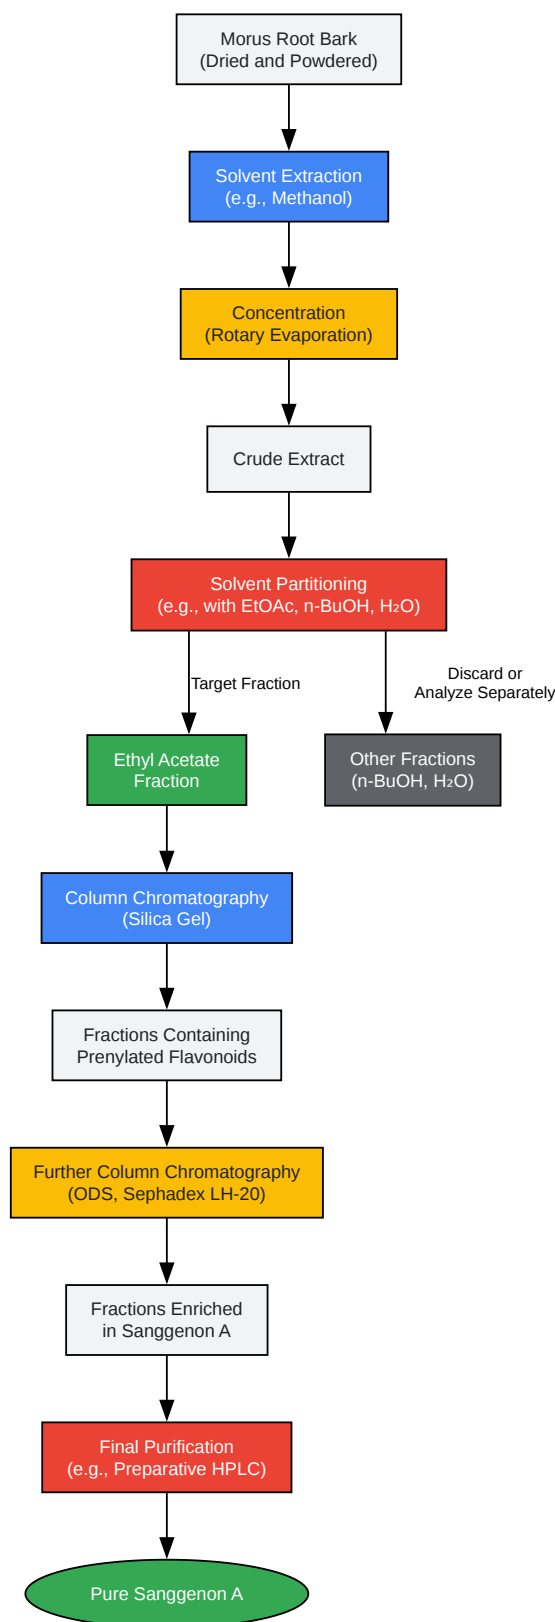 Morus Root Bark
(Dried and Powdered)
Solvent Extraction
(e.g., Methanol)
Concentration
(Rotary Evaporation)
Crude Extract
Solvent Partitioning
(e.g., with EtOAc, n-BuOH, H₂O)
Target Fraction
Discard or
Analyze Separately
Ethyl Acetate
Fraction
Other Fractions
(n-BuOH, H₂O)
Column Chromatography
(Silica Gel)
Fractions Containing
Prenylated Flavonoids
Further Column Chromatography
(ODS, Sephadex LH-20)
Fractions Enriched
in Sanggenon A
Final Purification
(e.g., Preparative HPLC)
Pure Sanggenon A